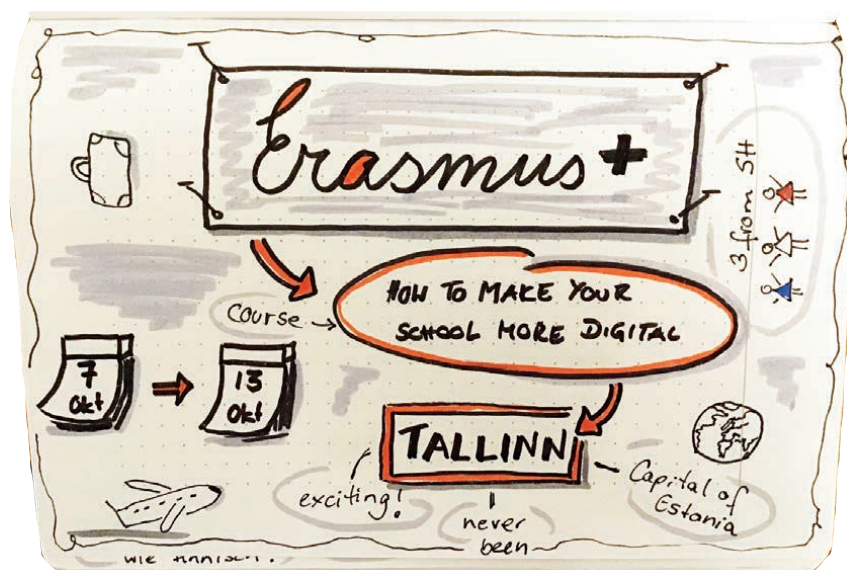 Erasmus+
3 from SH
HOW TO MAKE YOUR
SCHOOL MORE DIGITAL
course
7
Okt
13
Okt
TALLINN
exciting!
never
been
Capital of
Estania